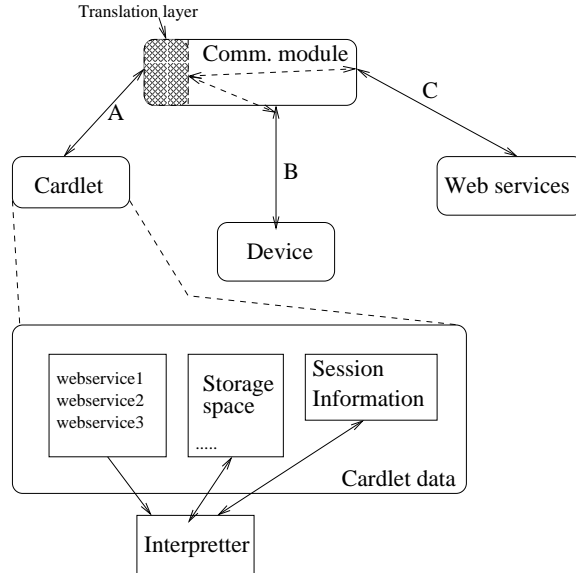 Translation layer
Comm. module
A
C
B
Cardlet
Web services
Device
webservice1
webservice2
webservice3
Storage
space
.....
Session
Information
Cardlet data
Interpretter